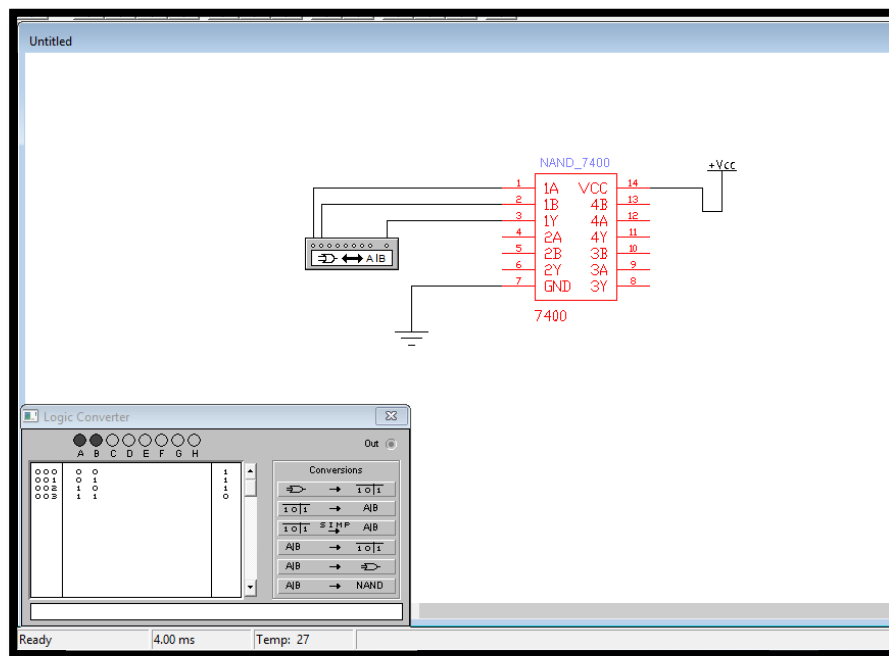 Untitled
NAND_7400
+Vcc
1 1A VCC 14
2 1B 4B 13
3 1Y 4A 12
4 2A 4Y 11
5 2B 3B 10
6 2Y 3A 9
7 GND 3Y 8
7400
A|B
Logic Converter
Out
A B C D E F G H
Conversions
000 0 0 1
001 0 1 1
002 1 0 1
003 1 1 0
→ 1 0 1
1 0 1 → A|B
1 0 1 SIMP → A|B
A|B → 1 0 1
A|B →
A|B → NAND
Ready 4.00 ms Temp: 27